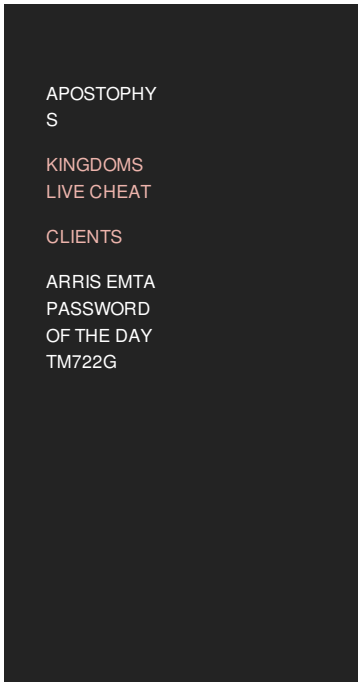 APOSTOPHY
S
KINGDOMS
LIVE CHEAT
CLIENTS
ARRIS EMTA
PASSWORD
OF THE DAY
TM722G